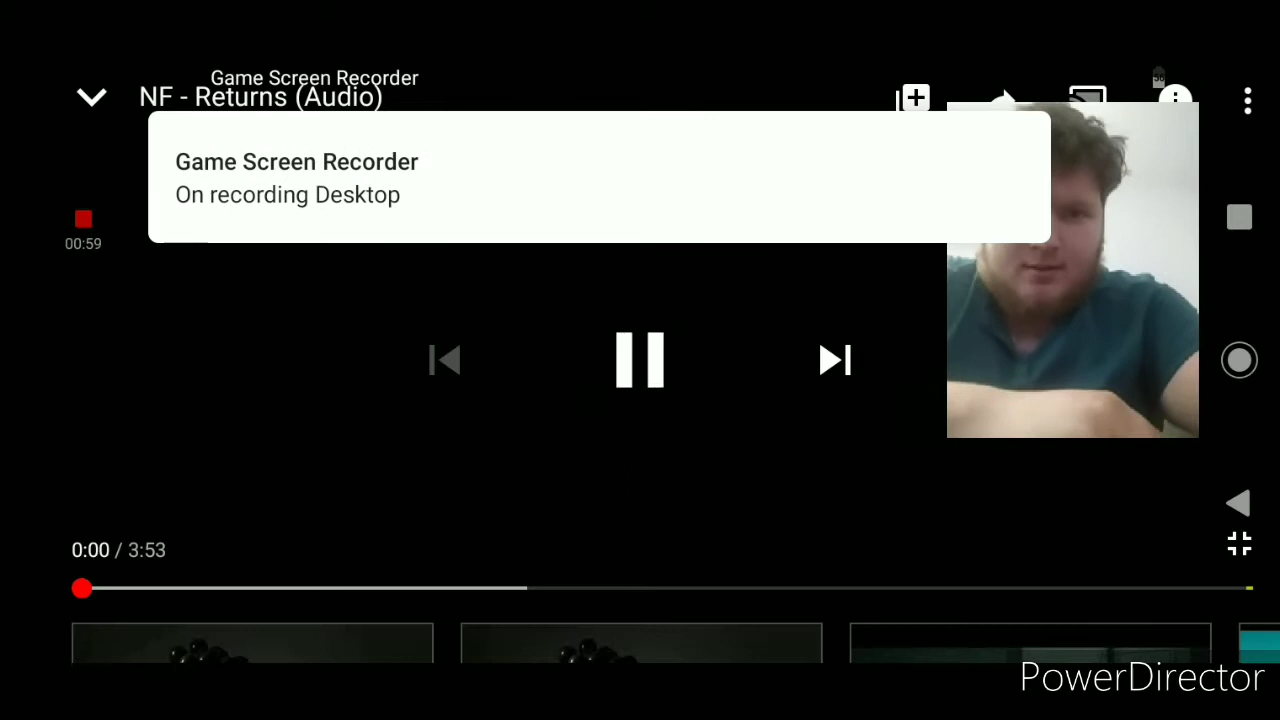 Game Screen Recorder
NF - Returns (Audio)
Game Screen Recorder
On recording Desktop
00:59
0:00 / 3:53
PowerDirector